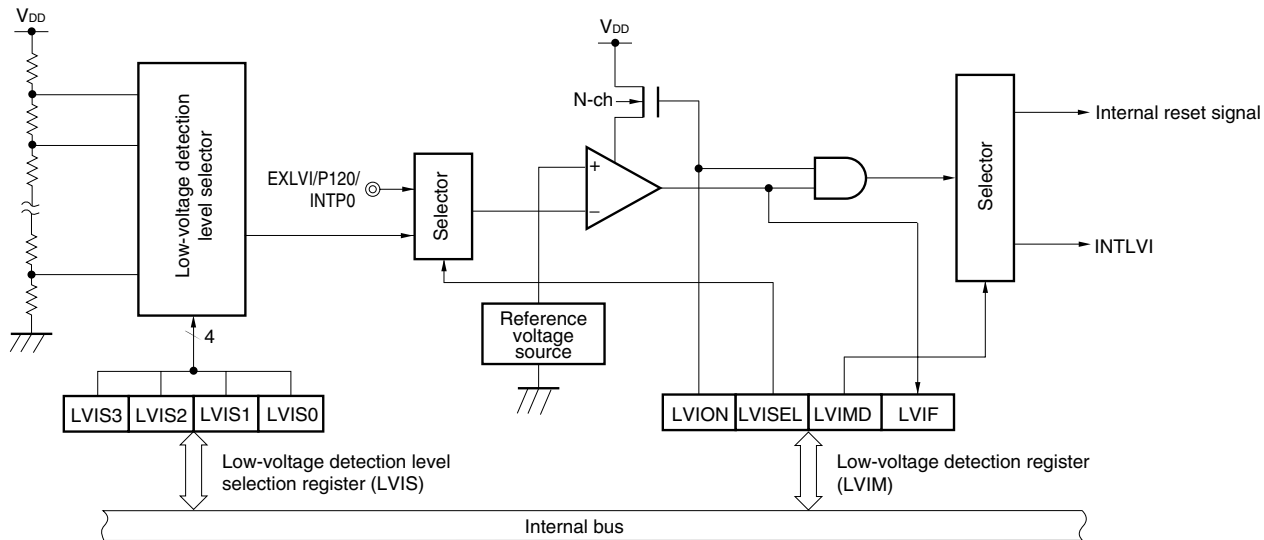 VDD
Low-voltage detection
level selector
4
LVIS3 LVIS2 LVIS1 LVIS0
Low-voltage detection level
selection register (LVIS)
EXLVI/P120/
INTP0
Selector
VDD
N-ch
+
−
Reference
voltage
source
Selector
Internal reset signal
INTLVI
LVION LVISEL LVIMD LVIF
Low-voltage detection register
(LVIM)
Internal bus